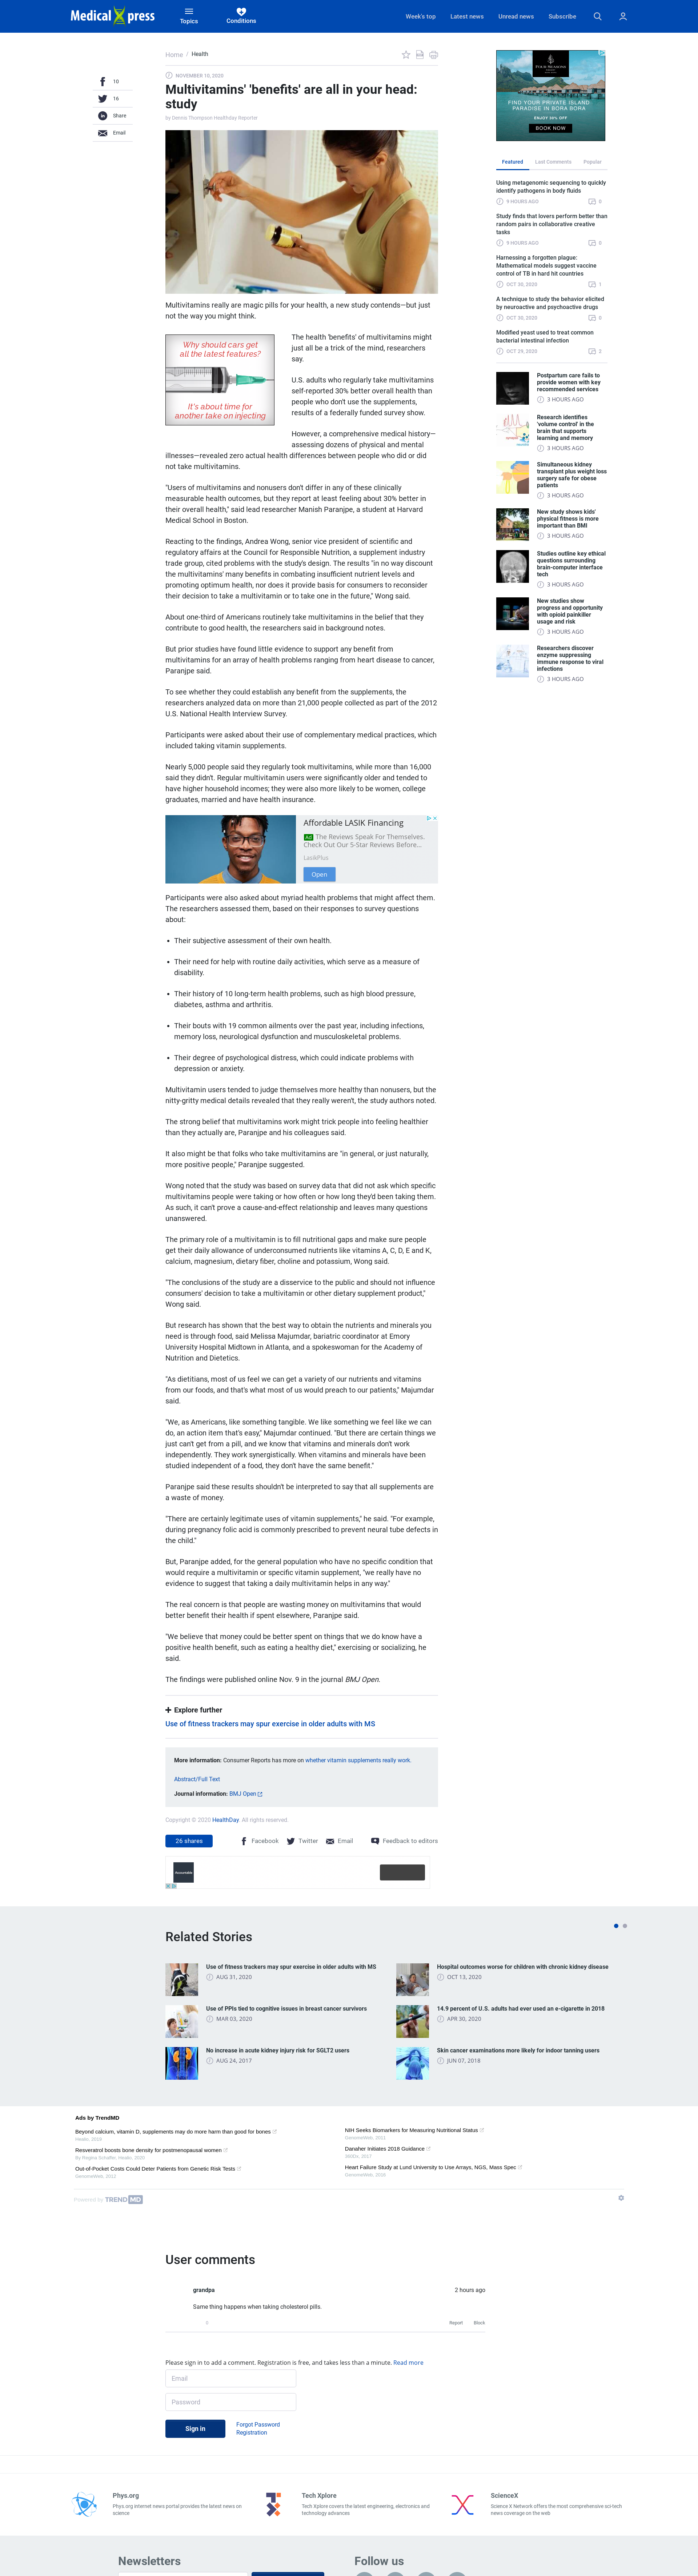 Medical Xpress
Topics
Conditions
Week's top
Latest news
Unread news
Subscribe
10
16
Share
Email
Home / Health
NOVEMBER 10, 2020
Multivitamins' 'benefits' are all in your head:
study
by Dennis Thompson Healthday Reporter
Multivitamins really are magic pills for your health, a new study contends—but just
not the way you might think.
Why should cars get
all the latest features?
It's about time for
another take on injecting
The health 'benefits' of multivitamins might
just all be a trick of the mind, researchers
say.
U.S. adults who regularly take multivitamins
self-reported 30% better overall health than
people who don't use the supplements,
results of a federally funded survey show.
However, a comprehensive medical history—
assessing dozens of physical and mental
illnesses—revealed zero actual health differences between people who did or did
not take multivitamins.
"Users of multivitamins and nonusers don't differ in any of these clinically
measurable health outcomes, but they report at least feeling about 30% better in
their overall health," said lead researcher Manish Paranjpe, a student at Harvard
Medical School in Boston.
Reacting to the findings, Andrea Wong, senior vice president of scientific and
regulatory affairs at the Council for Responsible Nutrition, a supplement industry
trade group, cited problems with the study's design. The results "in no way discount
the multivitamins' many benefits in combating insufficient nutrient levels and
promoting optimum health, nor does it provide basis for consumers to reconsider
their decision to take a multivitamin or to take one in the future," Wong said.
About one-third of Americans routinely take multivitamins in the belief that they
contribute to good health, the researchers said in background notes.
But prior studies have found little evidence to support any benefit from
multivitamins for an array of health problems ranging from heart disease to cancer,
Paranjpe said.
To see whether they could establish any benefit from the supplements, the
researchers analyzed data on more than 21,000 people collected as part of the 2012
U.S. National Health Interview Survey.
Participants were asked about their use of complementary medical practices, which
included taking vitamin supplements.
Nearly 5,000 people said they regularly took multivitamins, while more than 16,000
said they didn't. Regular multivitamin users were significantly older and tended to
have higher household incomes; they were also more likely to be women, college
graduates, married and have health insurance.
Affordable LASIK Financing
Ad The Reviews Speak For Themselves.
Check Out Our 5-Star Reviews Before...
LasikPlus
Open
Participants were also asked about myriad health problems that might affect them.
The researchers assessed them, based on their responses to survey questions
about:
• Their subjective assessment of their own health.
• Their need for help with routine daily activities, which serve as a measure of
disability.
• Their history of 10 long-term health problems, such as high blood pressure,
diabetes, asthma and arthritis.
• Their bouts with 19 common ailments over the past year, including infections,
memory loss, neurological dysfunction and musculoskeletal problems.
• Their degree of psychological distress, which could indicate problems with
depression or anxiety.
Multivitamin users tended to judge themselves more healthy than nonusers, but the
nitty-gritty medical details revealed that they really weren't, the study authors noted.
The strong belief that multivitamins work might trick people into feeling healthier
than they actually are, Paranjpe and his colleagues said.
It also might be that folks who take multivitamins are "in general, or just naturally,
more positive people," Paranjpe suggested.
Wong noted that the study was based on survey data that did not ask which specific
multivitamins people were taking or how often or how long they'd been taking them.
As such, it can't prove a cause-and-effect relationship and leaves many questions
unanswered.
The primary role of a multivitamin is to fill nutritional gaps and make sure people
get their daily allowance of underconsumed nutrients like vitamins A, C, D, E and K,
calcium, magnesium, dietary fiber, choline and potassium, Wong said.
"The conclusions of the study are a disservice to the public and should not influence
consumers' decision to take a multivitamin or other dietary supplement product,"
Wong said.
But research has shown that the best way to obtain the nutrients and minerals you
need is through food, said Melissa Majumdar, bariatric coordinator at Emory
University Hospital Midtown in Atlanta, and a spokeswoman for the Academy of
Nutrition and Dietetics.
"As dietitians, most of us feel we can get a variety of our nutrients and vitamins
from our foods, and that's what most of us would preach to our patients," Majumdar
said.
"We, as Americans, like something tangible. We like something we feel like we can
do, an action item that's easy," Majumdar continued. "But there are certain things we
just can't get from a pill, and we know that vitamins and minerals don't work
independently. They work synergistically. When vitamins and minerals have been
studied independent of a food, they don't have the same benefit."
Paranjpe said these results shouldn't be interpreted to say that all supplements are
a waste of money.
"There are certainly legitimate uses of vitamin supplements," he said. "For example,
during pregnancy folic acid is commonly prescribed to prevent neural tube defects in
the child."
But, Paranjpe added, for the general population who have no specific condition that
would require a multivitamin or specific vitamin supplement, "we really have no
evidence to suggest that taking a daily multivitamin helps in any way."
The real concern is that people are wasting money on multivitamins that would
better benefit their health if spent elsewhere, Paranjpe said.
"We believe that money could be better spent on things that we do know have a
positive health benefit, such as eating a healthy diet," exercising or socializing, he
said.
The findings were published online Nov. 9 in the journal BMJ Open.
Explore further
Use of fitness trackers may spur exercise in older adults with MS
More information: Consumer Reports has more on whether vitamin supplements really work.
Abstract/Full Text
Journal information: BMJ Open
Copyright © 2020 HealthDay. All rights reserved.
26 shares
Facebook
Twitter
Email
Feedback to editors
FOUR SEASONS
FIND YOUR PRIVATE ISLAND
PARADISE IN BORA BORA
ENJOY 30% OFF
BOOK NOW
Featured
Last Comments
Popular
Using metagenomic sequencing to quickly
identify pathogens in body fluids
9 HOURS AGO
0
Study finds that lovers perform better than
random pairs in collaborative creative
tasks
9 HOURS AGO
0
Harnessing a forgotten plague:
Mathematical models suggest vaccine
control of TB in hard hit countries
OCT 30, 2020
1
A technique to study the behavior elicited
by neuroactive and psychoactive drugs
OCT 30, 2020
0
Modified yeast used to treat common
bacterial intestinal infection
OCT 29, 2020
2
Postpartum care fails to
provide women with key
recommended services
3 HOURS AGO
Research identifies
'volume control' in the
brain that supports
learning and memory
3 HOURS AGO
Simultaneous kidney
transplant plus weight loss
surgery safe for obese
patients
3 HOURS AGO
New study shows kids'
physical fitness is more
important than BMI
3 HOURS AGO
Studies outline key ethical
questions surrounding
brain-computer interface
tech
3 HOURS AGO
New studies show
progress and opportunity
with opioid painkiller
usage and risk
3 HOURS AGO
Researchers discover
enzyme suppressing
immune response to viral
infections
3 HOURS AGO
Related Stories
Use of fitness trackers may spur exercise in older adults with MS
AUG 31, 2020
Hospital outcomes worse for children with chronic kidney disease
OCT 13, 2020
Use of PPIs tied to cognitive issues in breast cancer survivors
MAR 03, 2020
14.9 percent of U.S. adults had ever used an e-cigarette in 2018
APR 30, 2020
No increase in acute kidney injury risk for SGLT2 users
AUG 24, 2017
Skin cancer examinations more likely for indoor tanning users
JUN 07, 2018
Ads by TrendMD
Beyond calcium, vitamin D, supplements may do more harm than good for bones
Healio, 2019
Resveratrol boosts bone density for postmenopausal women
By Regina Schaffer, Healio, 2020
Out-of-Pocket Costs Could Deter Patients from Genetic Risk Tests
GenomeWeb, 2012
NIH Seeks Biomarkers for Measuring Nutritional Status
GenomeWeb, 2011
Danaher Initiates 2018 Guidance
360Dx, 2017
Heart Failure Study at Lund University to Use Arrays, NGS, Mass Spec
GenomeWeb, 2016
Powered by TREND MD
User comments
grandpa
2 hours ago
Same thing happens when taking cholesterol pills.
0
Report
Block
Please sign in to add a comment. Registration is free, and takes less than a minute. Read more
Email
Password
Sign in
Forgot Password
Registration
Phys.org
Phys.org internet news portal provides the latest news on
science
Tech Xplore
Tech Xplore covers the latest engineering, electronics and
technology advances
ScienceX
Science X Network offers the most comprehensive sci-tech
news coverage on the web
Newsletters
Follow us